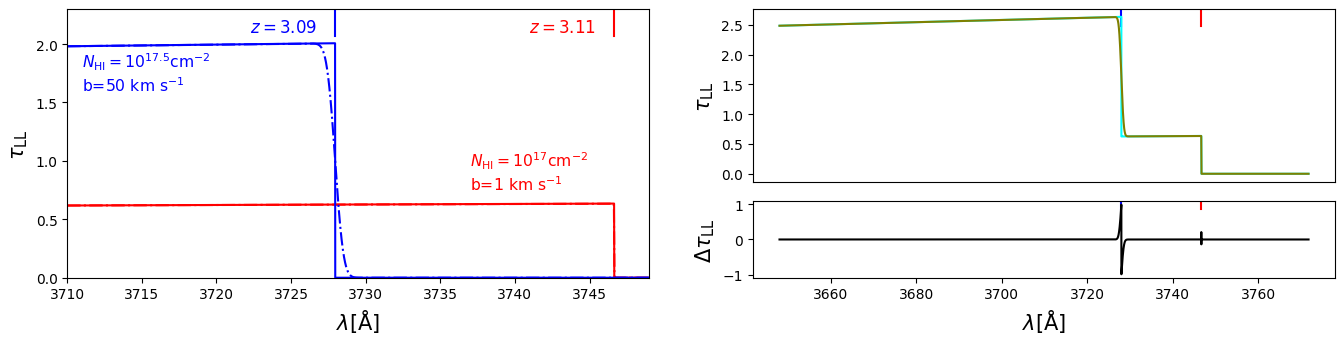 z = 3.09
z = 3.11
N_HI = 10^17.5 cm^−2
b=50 km s^−1
N_HI = 10^17 cm^−2
b=1 km s^−1
τ_LL
2.0
1.5
1.0
0.5
0.0
3710 3715 3720 3725 3730 3735 3740 3745
λ[Å]
τ_LL
2.5
2.0
1.5
1.0
0.5
0.0
Δτ_LL
1
0
−1
3660 3680 3700 3720 3740 3760
λ[Å]